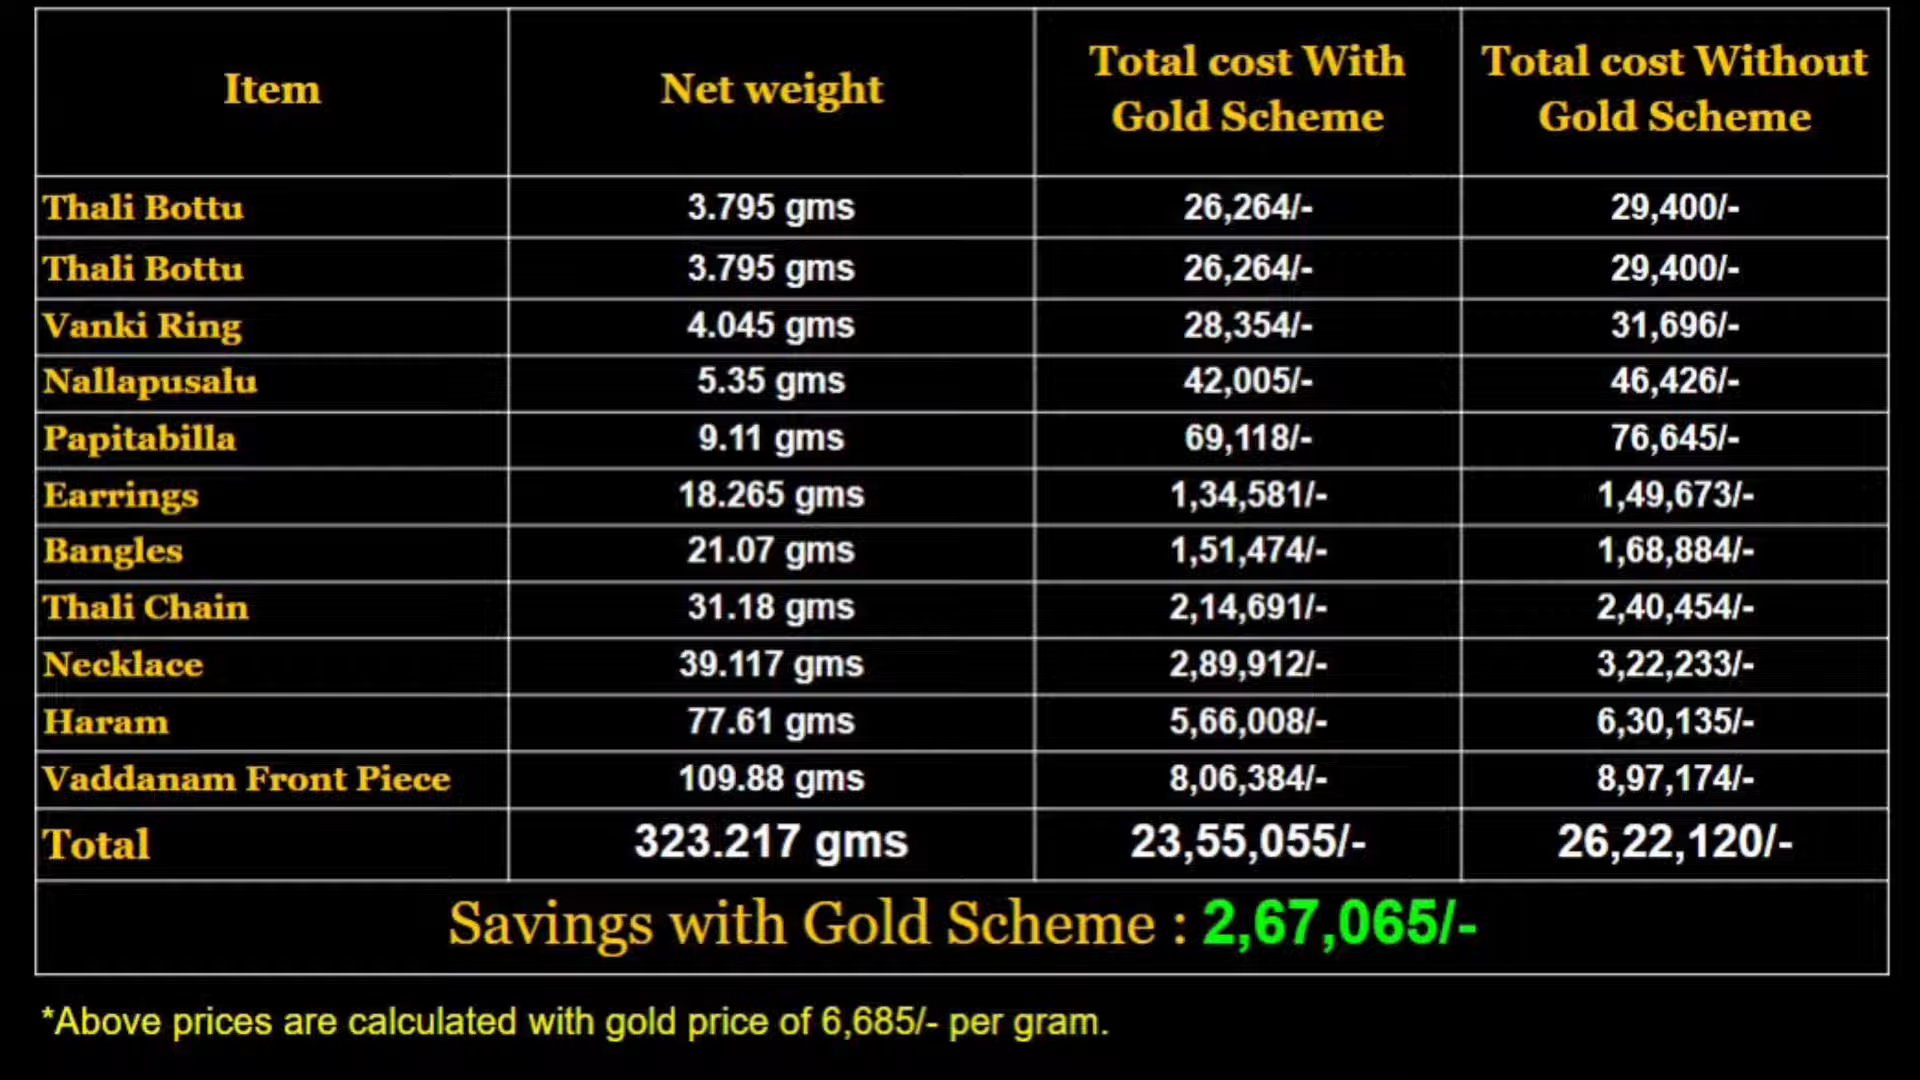 Item Net weight Total cost With Gold Scheme Total cost Without Gold Scheme
Thali Bottu 3.795 gms 26,264/- 29,400/-
Thali Bottu 3.795 gms 26,264/- 29,400/-
Vanki Ring 4.045 gms 28,354/- 31,696/-
Nallapusalu 5.35 gms 42,005/- 46,426/-
Papitabilla 9.11 gms 69,118/- 76,645/-
Earrings 18.265 gms 1,34,581/- 1,49,673/-
Bangles 21.07 gms 1,51,474/- 1,68,884/-
Thali Chain 31.18 gms 2,14,691/- 2,40,454/-
Necklace 39.117 gms 2,89,912/- 3,22,233/-
Haram 77.61 gms 5,66,008/- 6,30,135/-
Vaddanam Front Piece 109.88 gms 8,06,384/- 8,97,174/-
Total 323.217 gms 23,55,055/- 26,22,120/-
Savings with Gold Scheme : 2,67,065/-
*Above prices are calculated with gold price of 6,685/- per gram.